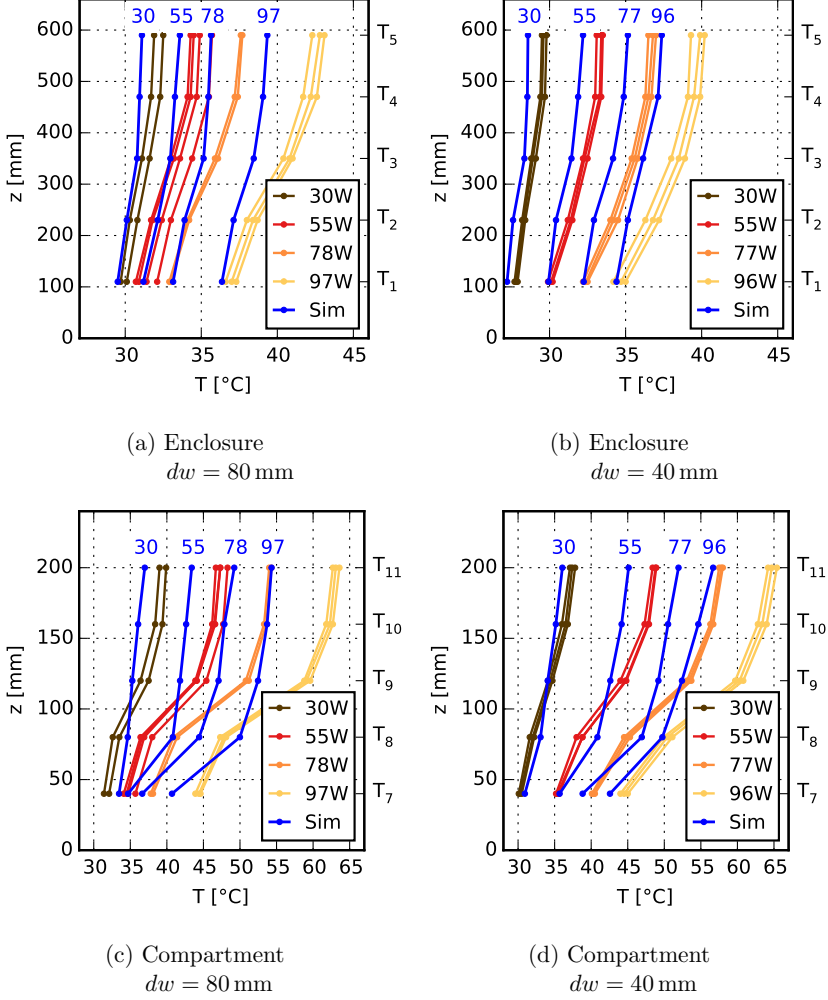 30 55 78 97
600
500
400
300
200
100
0
z [mm]
T5
T4
T3
T2
T1
30W
55W
78W
97W
Sim
30 35 40 45
T [°C]
(a) Enclosure
dw = 80 mm
30 55 77 96
600
500
400
300
200
100
0
z [mm]
T5
T4
T3
T2
T1
30W
55W
77W
96W
Sim
30 35 40 45
T [°C]
(b) Enclosure
dw = 40 mm
30 55 78 97
200
150
100
50
0
z [mm]
T11
T10
T9
T8
T7
30W
55W
78W
97W
Sim
30 35 40 45 50 55 60 65
T [°C]
(c) Compartment
dw = 80 mm
30 55 77 96
200
150
100
50
0
z [mm]
T11
T10
T9
T8
T7
30W
55W
77W
96W
Sim
30 35 40 45 50 55 60 65
T [°C]
(d) Compartment
dw = 40 mm